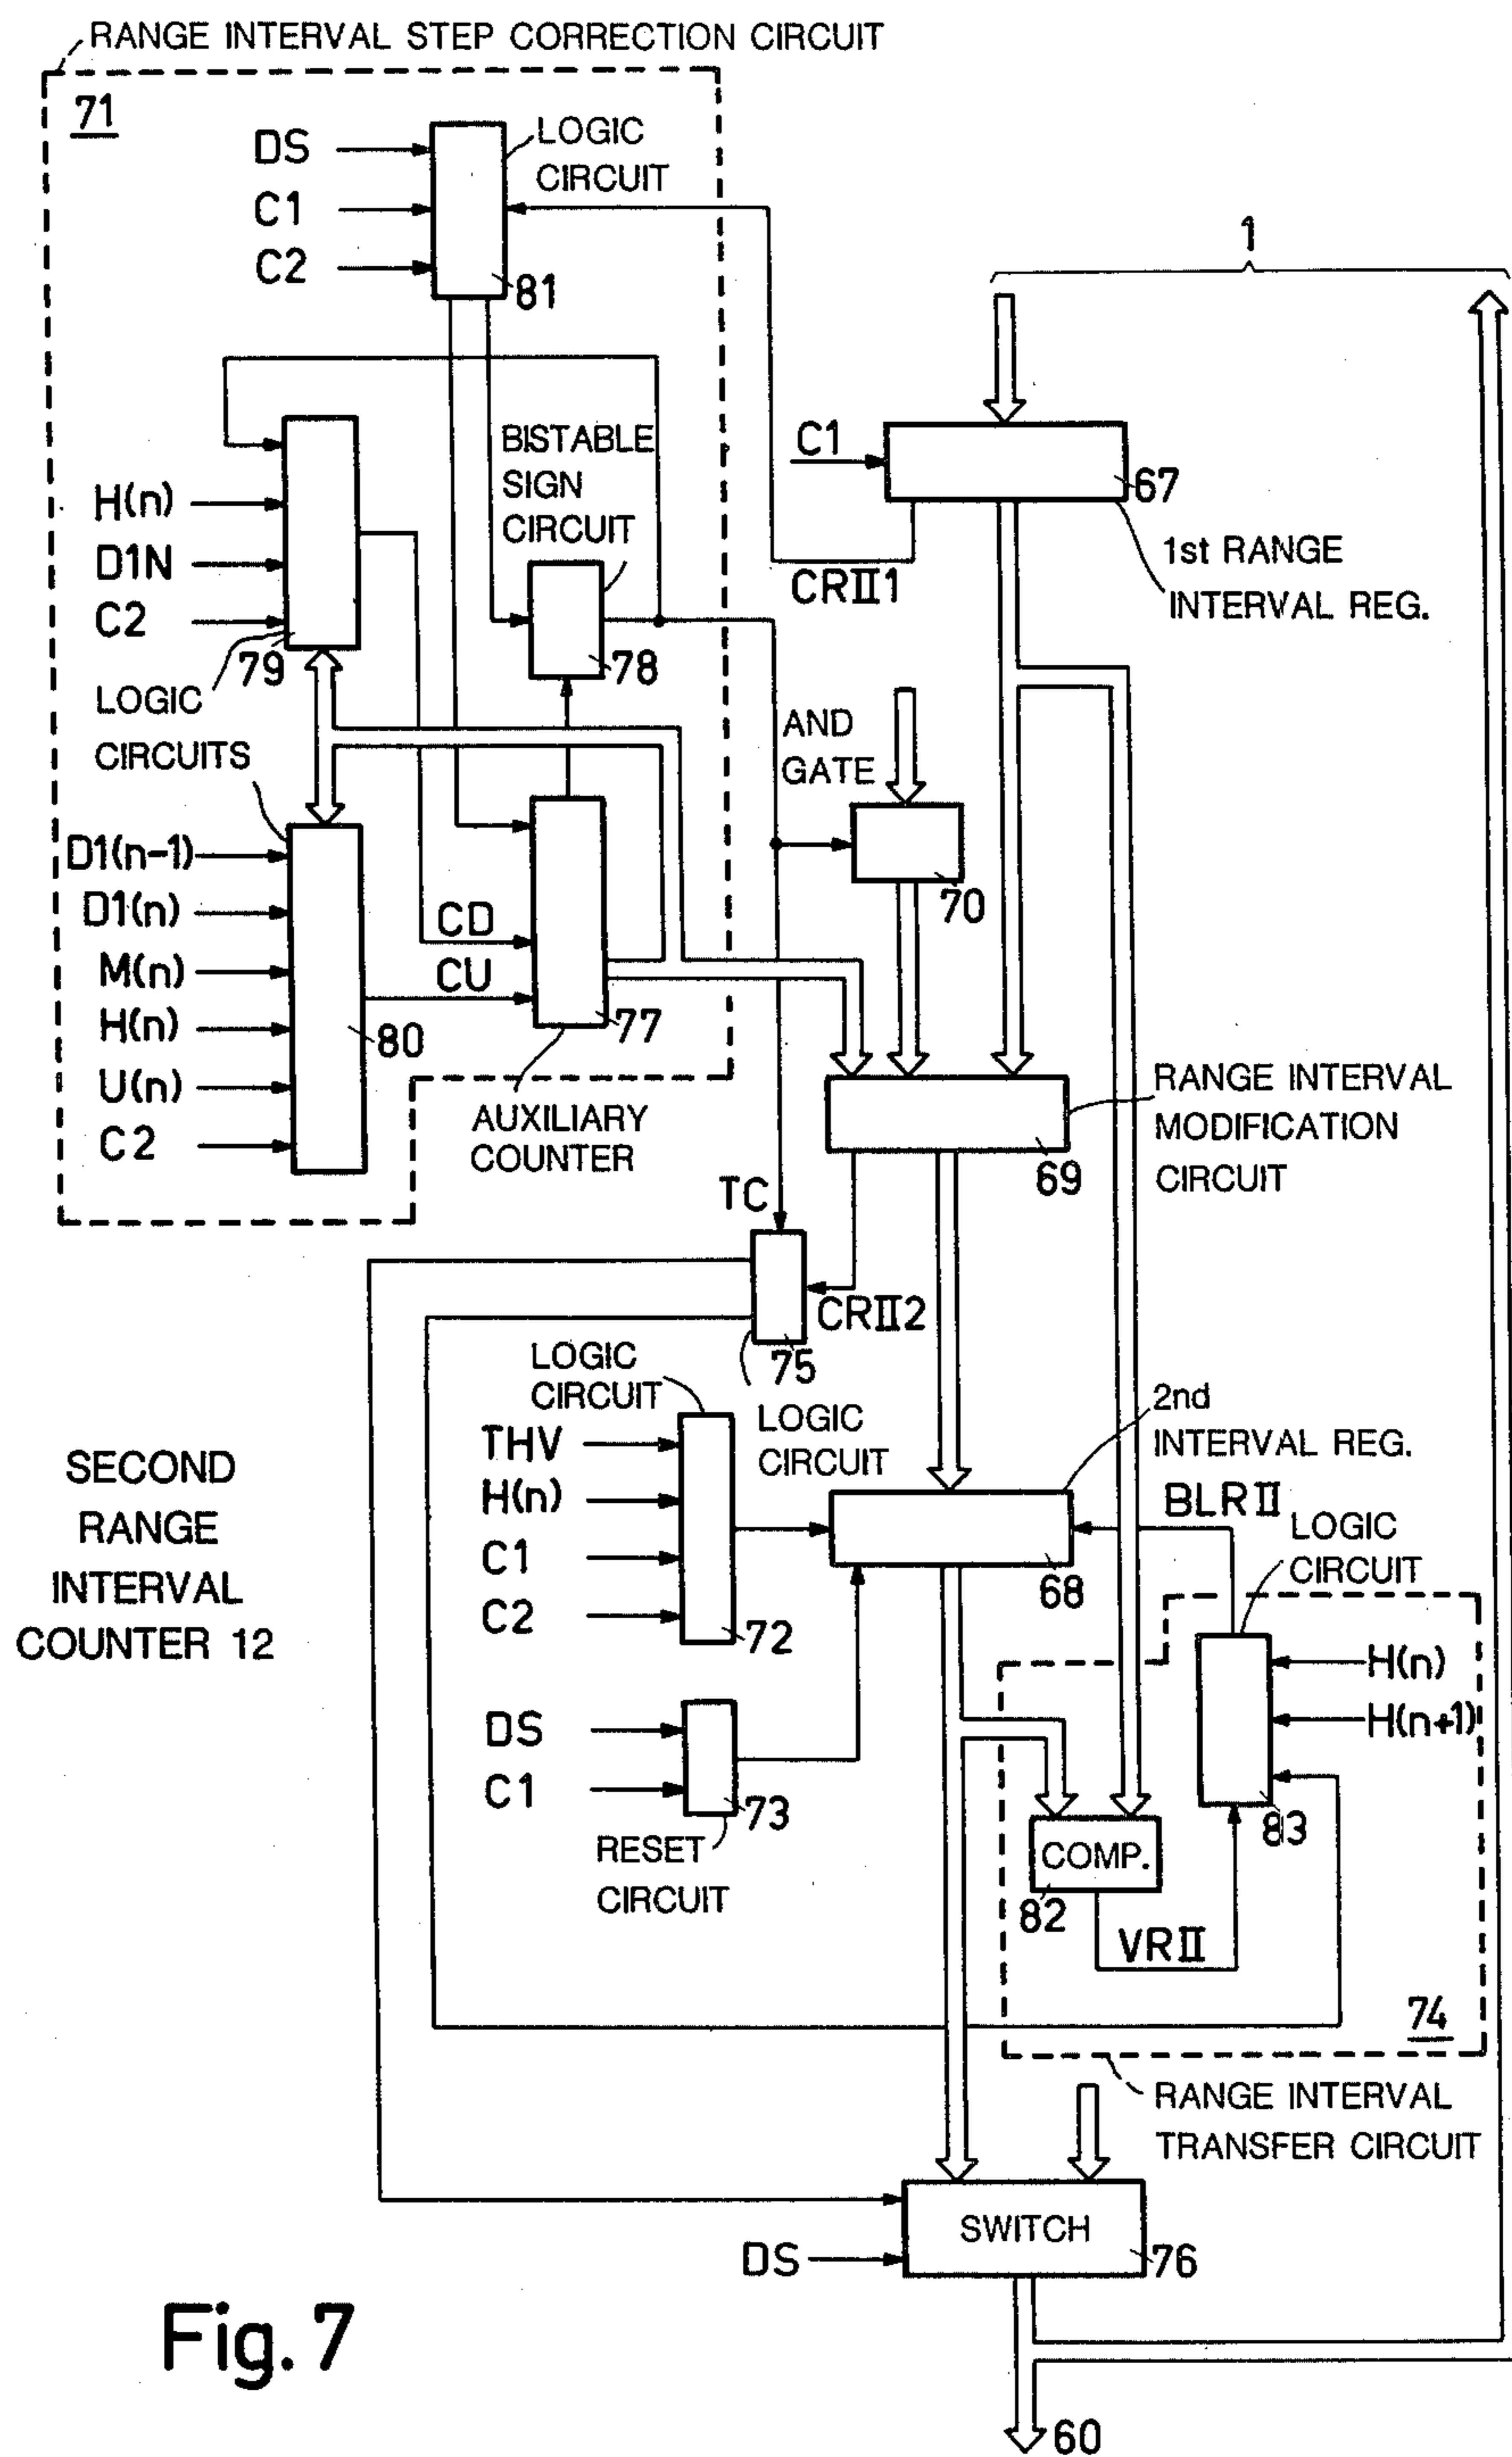 RANGE INTERVAL STEP CORRECTION CIRCUIT
71
DS
C1
C2
LOGIC
CIRCUIT
81
1
BISTABLE
SIGN
CIRCUIT
H(n)
D1N
C2
79
78
C1
67
CRII1
1st RANGE
INTERVAL REG.
LOGIC
CIRCUITS
AND
GATE
70
D1(n-1)
D1(n)
M(n)
H(n)
U(n)
C2
80
CD
CU
77
AUXILIARY
COUNTER
RANGE INTERVAL
MODIFICATION
CIRCUIT
69
TC
CRII2
75
LOGIC
CIRCUIT
LOGIC
CIRCUIT
THV
H(n)
C1
C2
72
2nd
INTERVAL REG.
BLRII
68
LOGIC
CIRCUIT
SECOND
RANGE
INTERVAL
COUNTER 12
DS
C1
73
RESET
CIRCUIT
H(n)
H(n+1)
83
COMP.
82
VRII
74
RANGE INTERVAL
TRANSFER CIRCUIT
SWITCH
DS
76
60
Fig. 7